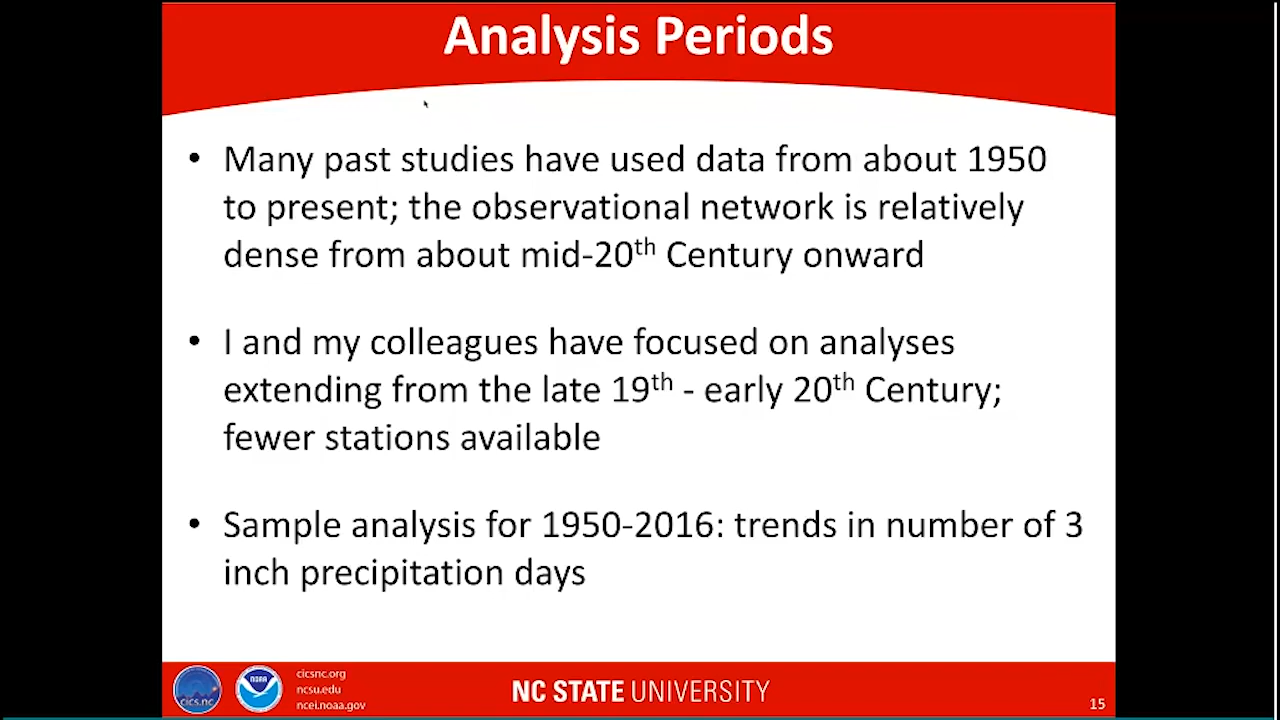 Analysis Periods
• Many past studies have used data from about 1950
to present; the observational network is relatively
dense from about mid-20th Century onward
• I and my colleagues have focused on analyses
extending from the late 19th - early 20th Century;
fewer stations available
• Sample analysis for 1950-2016: trends in number of 3
inch precipitation days
cics.nc
NOAA
cicsnc.org
ncsu.edu
ncei.noaa.gov
NC STATE UNIVERSITY
15